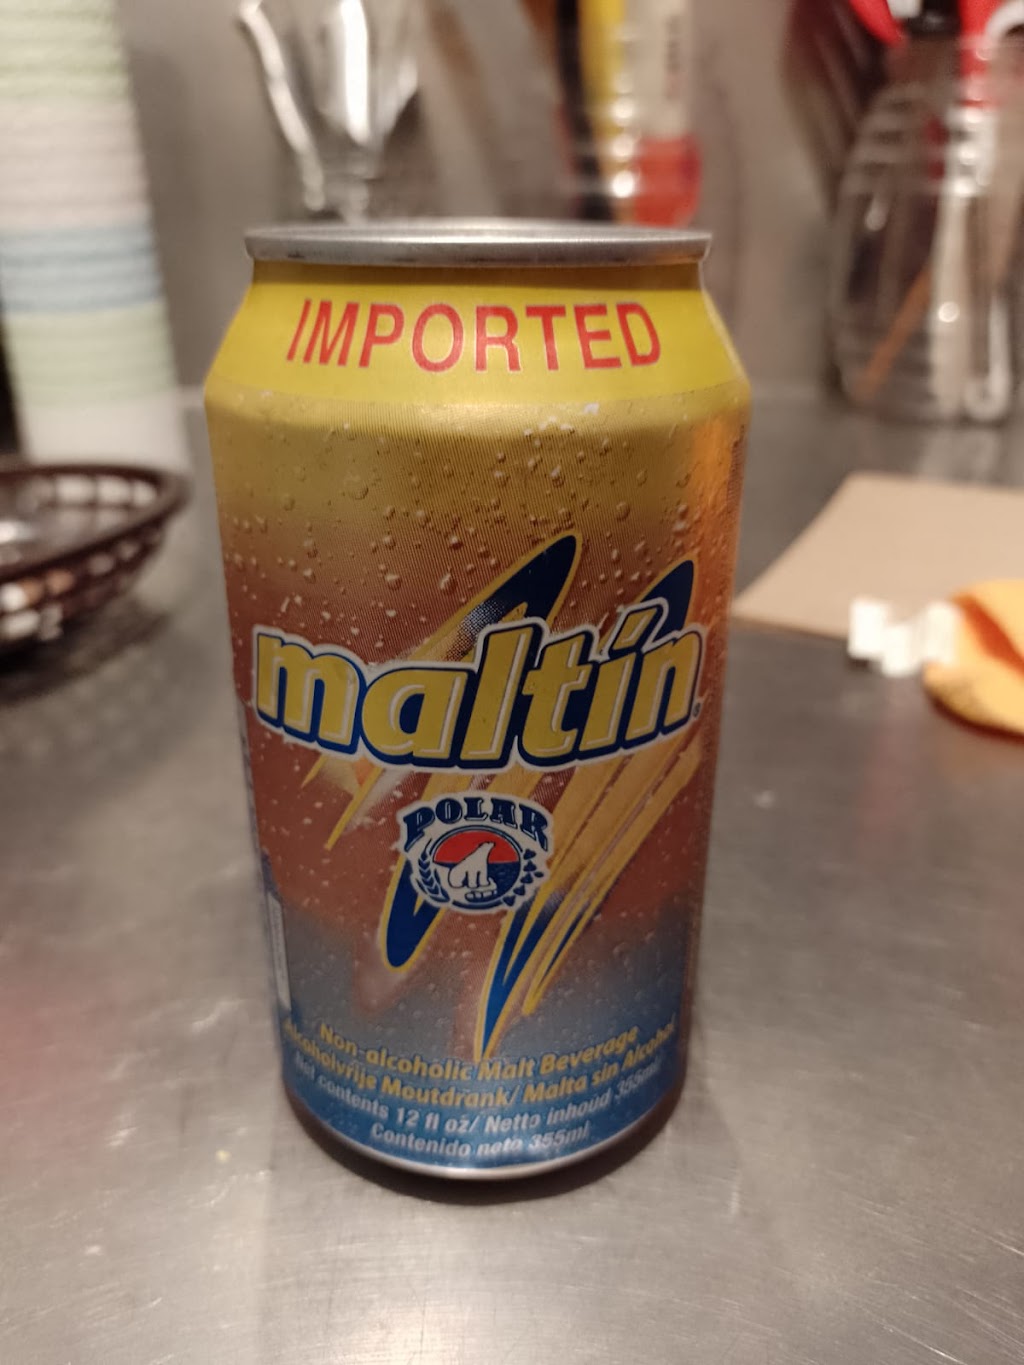 IMPORTED
maltín
POLAR
Non-alcoholic Malt Beverage
Alcoholvrije Moutdrank/ Malta sin Alcohol
Net contents 12 fl oz/ Netto inhoud 355ml
Contenido neto 355ml